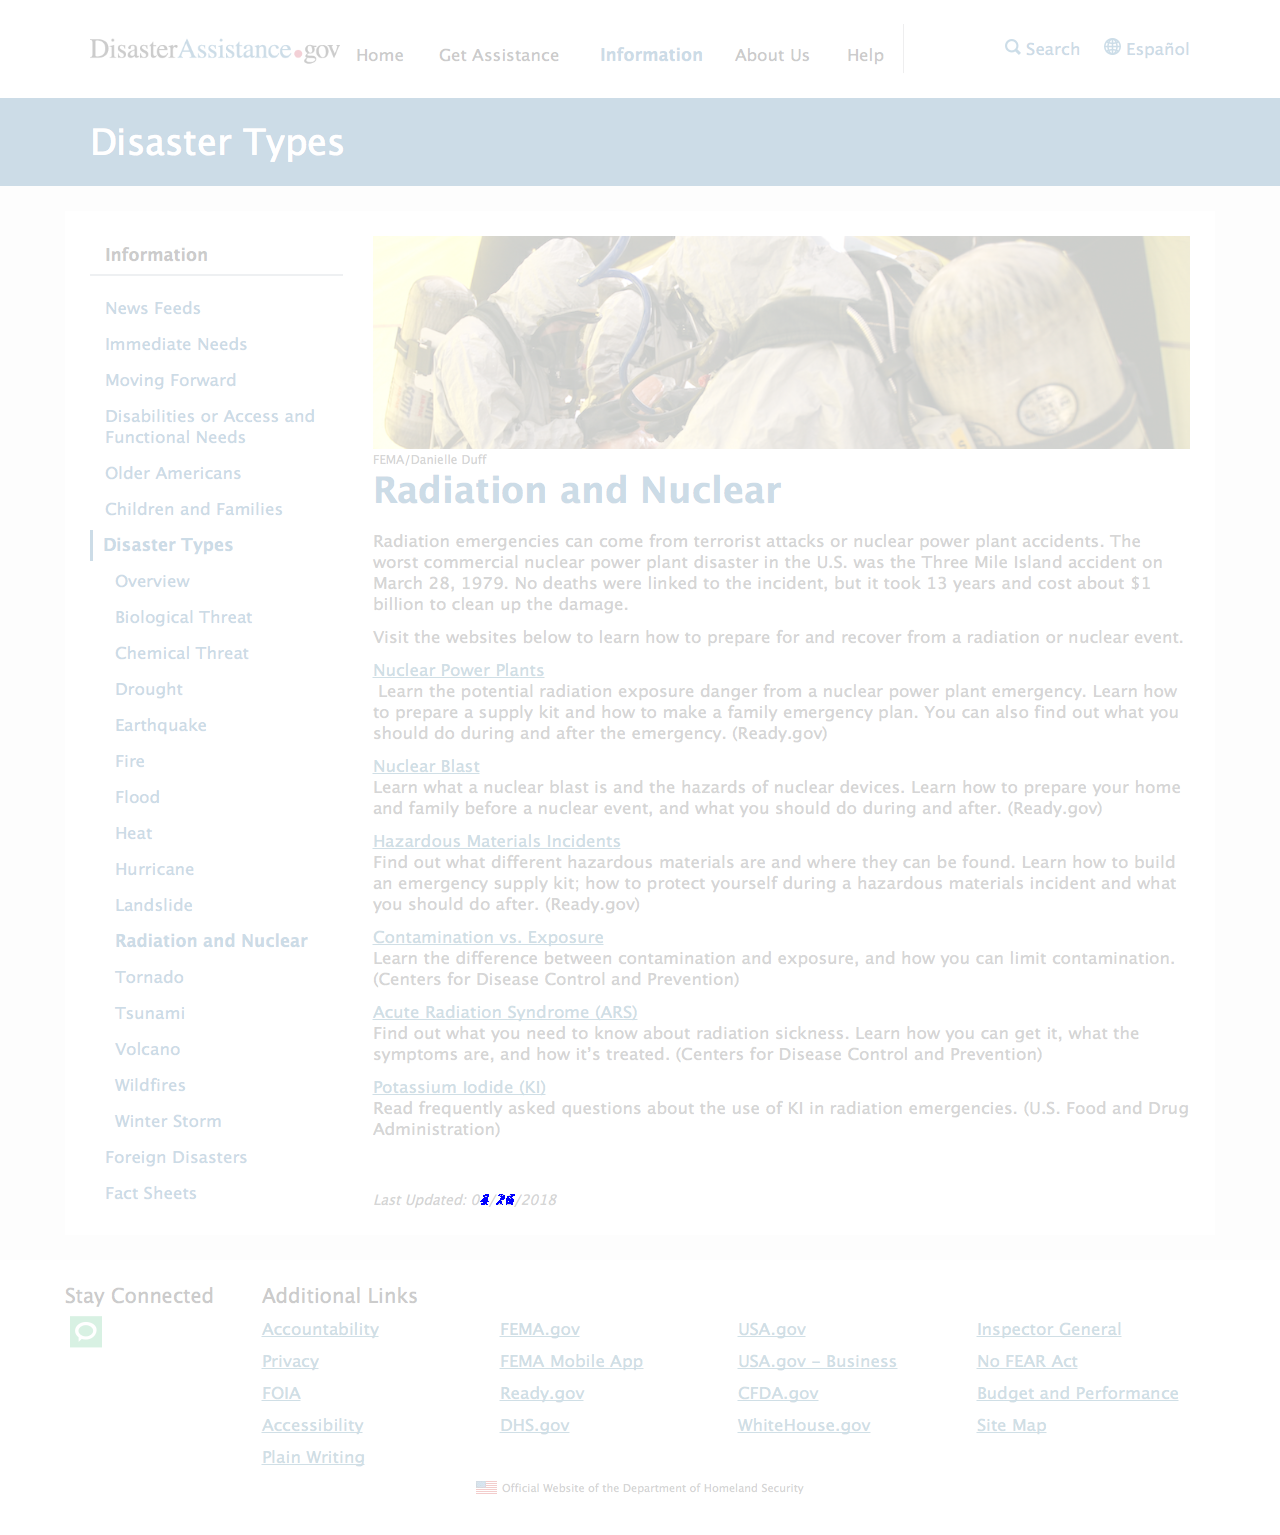 DisasterAssistance.gov
Home Get Assistance Information About Us Help
Search Español
Disaster Types
Information
News Feeds
Immediate Needs
Moving Forward
Disabilities or Access and
Functional Needs
Older Americans
Children and Families
Disaster Types
Overview
Biological Threat
Chemical Threat
Drought
Earthquake
Fire
Flood
Heat
Hurricane
Landslide
Radiation and Nuclear
Tornado
Tsunami
Volcano
Wildfires
Winter Storm
Foreign Disasters
Fact Sheets
FEMA/Danielle Duff
Radiation and Nuclear
Radiation emergencies can come from terrorist attacks or nuclear power plant accidents. The
worst commercial nuclear power plant disaster in the U.S. was the Three Mile Island accident on
March 28, 1979. No deaths were linked to the incident, but it took 13 years and cost about $1
billion to clean up the damage.
Visit the websites below to learn how to prepare for and recover from a radiation or nuclear event.
Nuclear Power Plants
Learn the potential radiation exposure danger from a nuclear power plant emergency. Learn how
to prepare a supply kit and how to make a family emergency plan. You can also find out what you
should do during and after the emergency. (Ready.gov)
Nuclear Blast
Learn what a nuclear blast is and the hazards of nuclear devices. Learn how to prepare your home
and family before a nuclear event, and what you should do during and after. (Ready.gov)
Hazardous Materials Incidents
Find out what different hazardous materials are and where they can be found. Learn how to build
an emergency supply kit; how to protect yourself during a hazardous materials incident and what
you should do after. (Ready.gov)
Contamination vs. Exposure
Learn the difference between contamination and exposure, and how you can limit contamination.
(Centers for Disease Control and Prevention)
Acute Radiation Syndrome (ARS)
Find out what you need to know about radiation sickness. Learn how you can get it, what the
symptoms are, and how it's treated. (Centers for Disease Control and Prevention)
Potassium Iodide (KI)
Read frequently asked questions about the use of KI in radiation emergencies. (U.S. Food and Drug
Administration)
Last Updated:
Stay Connected
Additional Links
Accountability FEMA.gov USA.gov Inspector General
Privacy FEMA Mobile App USA.gov – Business No FEAR Act
FOIA Ready.gov CFDA.gov Budget and Performance
Accessibility DHS.gov WhiteHouse.gov Site Map
Plain Writing
Official Website of the Department of Homeland Security